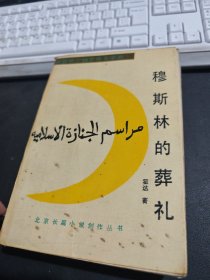 穆斯林的葬礼
مراسم الجنازة الاسلامية
霍达 著
北京长篇小说创作丛书